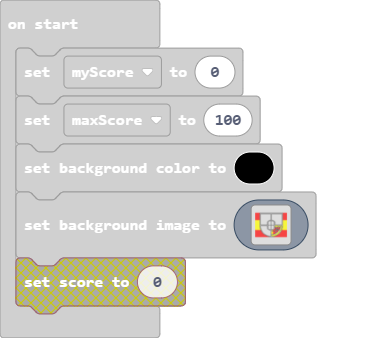 on start
set myScore to 0
set maxScore to 100
set background color to
set background image to
set score to 0